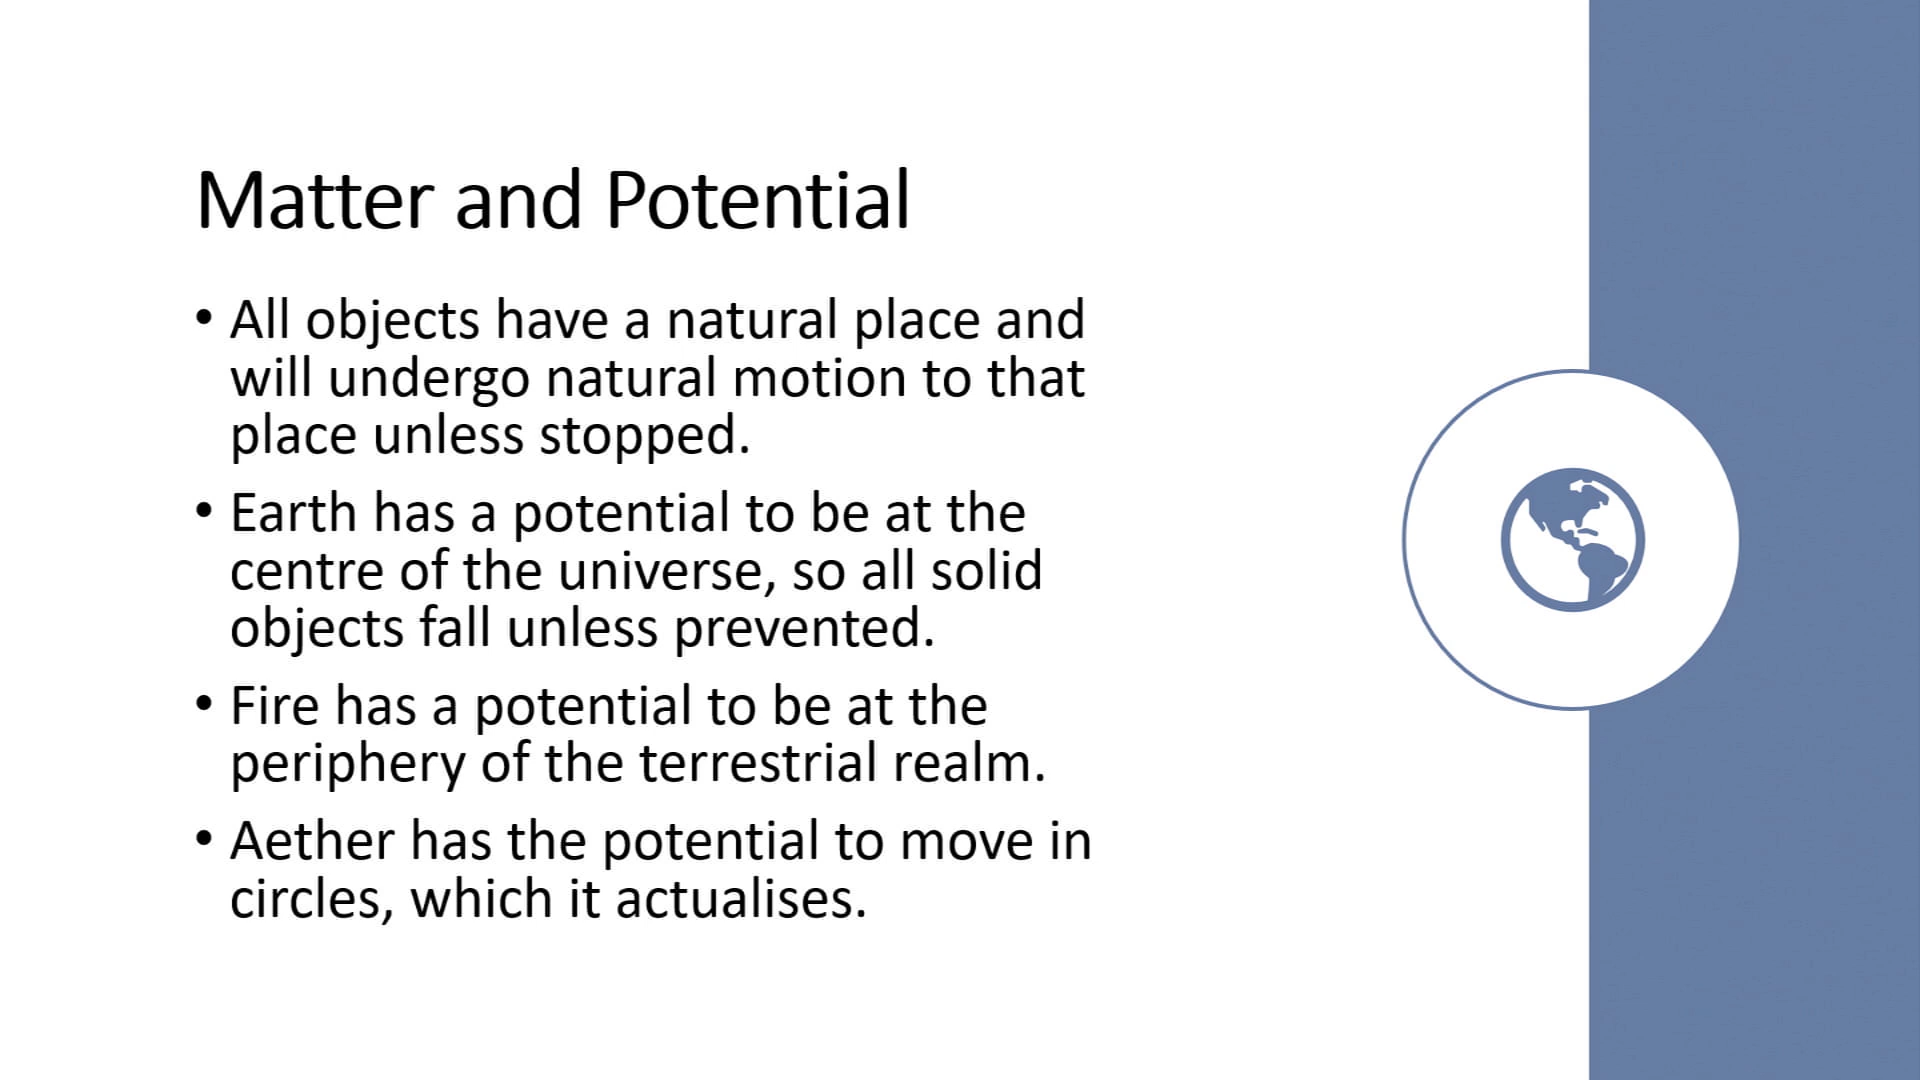 Matter and Potential
• All objects have a natural place and
will undergo natural motion to that
place unless stopped.
• Earth has a potential to be at the
centre of the universe, so all solid
objects fall unless prevented.
• Fire has a potential to be at the
periphery of the terrestrial realm.
• Aether has the potential to move in
circles, which it actualises.